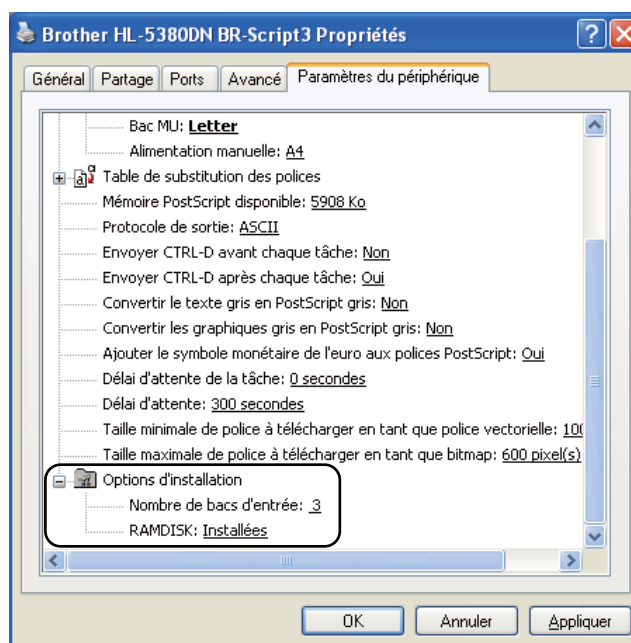 Brother HL-5380DN BR-Script3 Propriétés
Général Partage Ports Avancé Paramètres du périphérique
Bac MU: Letter
Alimentation manuelle: A4
Table de substitution des polices
Mémoire PostScript disponible: 5908 Ko
Protocole de sortie: ASCII
Envoyer CTRL-D avant chaque tâche: Non
Envoyer CTRL-D après chaque tâche: Oui
Convertir le texte gris en PostScript gris: Non
Convertir les graphiques gris en PostScript gris: Non
Ajouter le symbole monétaire de l'euro aux polices PostScript: Oui
Délai d'attente de la tâche: 0 secondes
Délai d'attente: 300 secondes
Taille minimale de police à télécharger en tant que police vectorielle: 100
Taille maximale de police à télécharger en tant que bitmap: 600 pixel(s)
Options d'installation
Nombre de bacs d'entrée: 3
RAMDISK: Installées
OK Annuler Appliquer